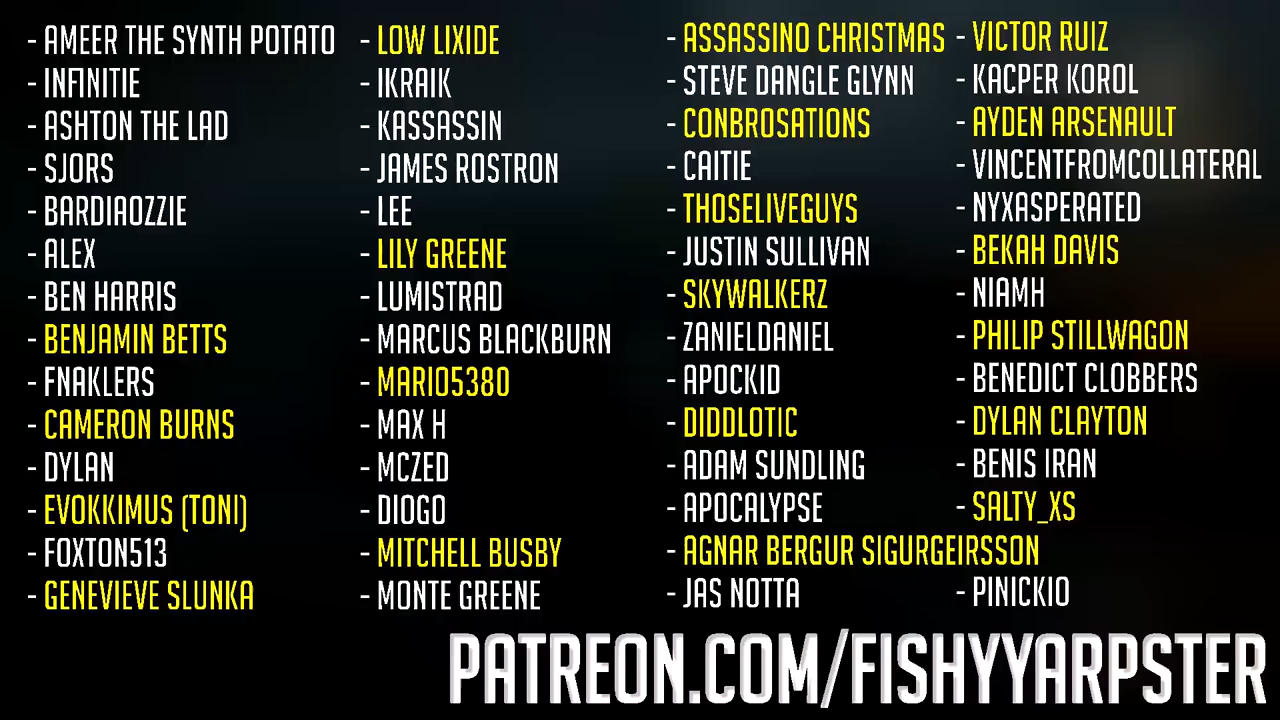 - AMEER THE SYNTH POTATO
- INFINITIE
- ASHTON THE LAD
- SJORS
- BARDIAOZZIE
- ALEX
- BEN HARRIS
- BENJAMIN BETTS
- FNAKLERS
- CAMERON BURNS
- DYLAN
- EVOKKIMUS (TONI)
- FOXTON513
- GENEVIEVE SLUNKA
- LOW LIXIDE
- IKRAIK
- KASSASSIN
- JAMES ROSTRON
- LEE
- LILY GREENE
- LUMISTRAD
- MARCUS BLACKBURN
- MARIO5380
- MAX H
- MCZED
- DIOGO
- MITCHELL BUSBY
- MONTE GREENE
- ASSASSINO CHRISTMAS
- STEVE DANGLE GLYNN
- CONBROSATIONS
- CAITIE
- THOSELIVEGUYS
- JUSTIN SULLIVAN
- SKYWALKERZ
- ZANIELDANIEL
- APOCKID
- DIDDLOTIC
- ADAM SUNDLING
- APOCALYPSE
- AGNAR BERGUR SIGURGEIRSSON
- JAS NOTTA
- VICTOR RUIZ
- KACPER KOROL
- AYDEN ARSENAULT
- VINCENTFROMCOLLATERAL
- NYXASPERATED
- BEKAH DAVIS
- NIAMH
- PHILIP STILLWAGON
- BENEDICT CLOBBERS
- DYLAN CLAYTON
- BENIS IRAN
- SALTY_XS
- PINICKIO
PATREON.COM/FISHYYARPSTER